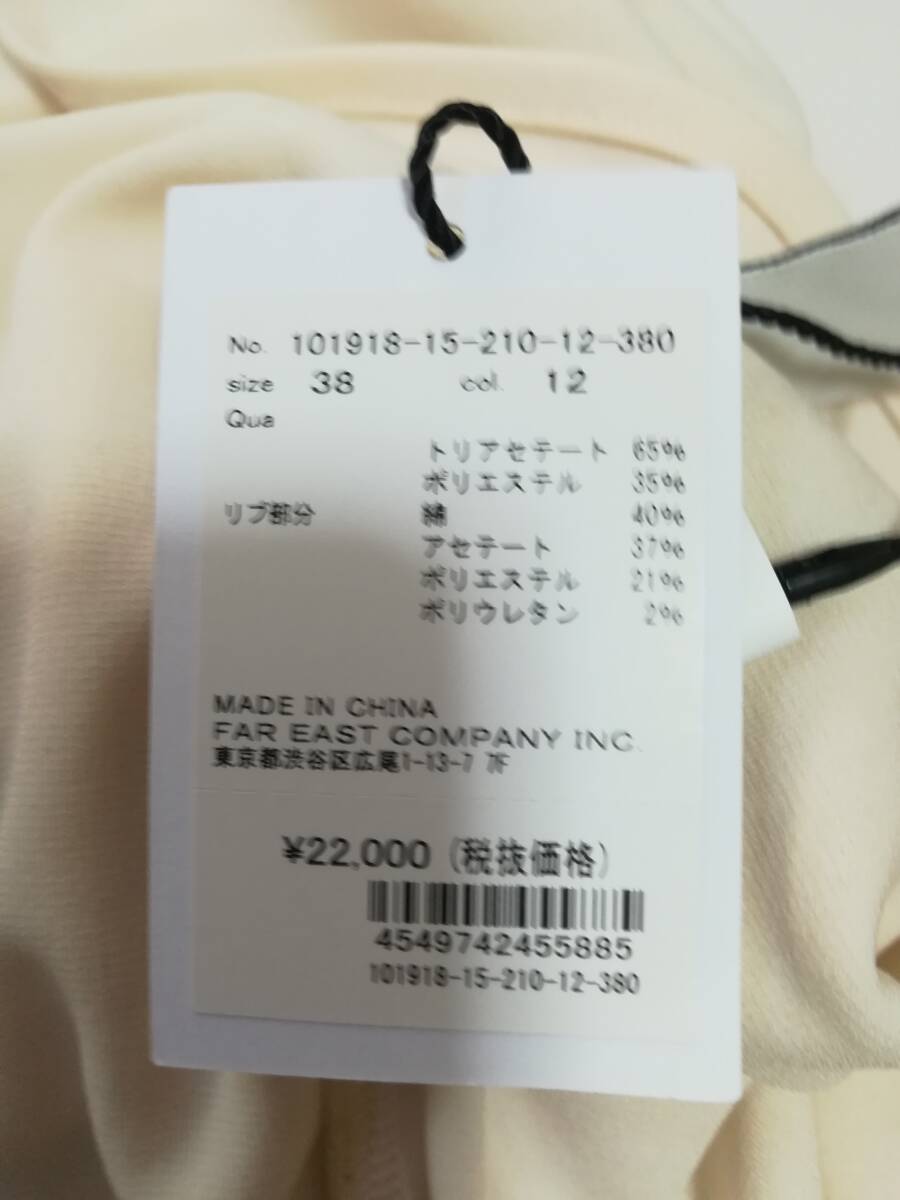 No. 101918-15-210-12-380
size 38 col. 12
Qua
トリアセテート 65%
ポリエステル 35%
リブ部分 綿 40%
アセテート 37%
ポリエステル 21%
ポリウレタン 2%
MADE IN CHINA
FAR EAST COMPANY INC.
東京都渋谷区広尾1-13-7 7F
¥22,000 (税抜価格)
4549742455885
101918-15-210-12-380